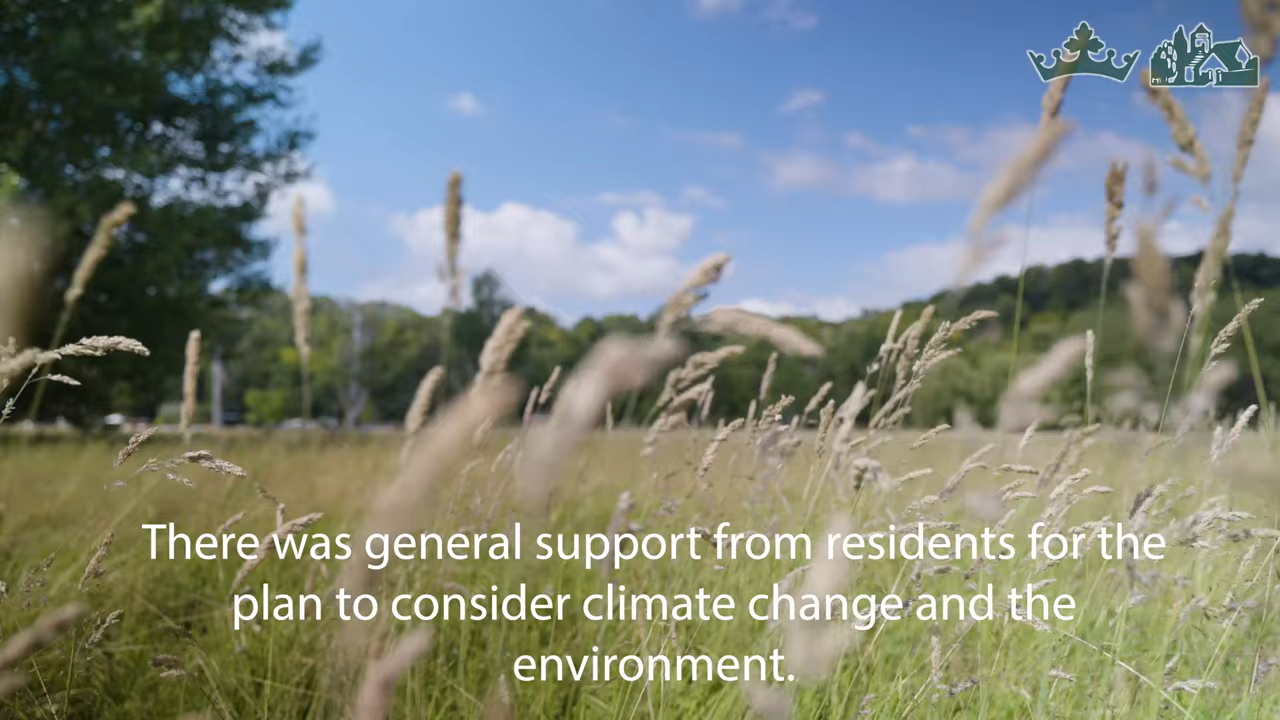 There was general support from residents for the
plan to consider climate change and the
environment.